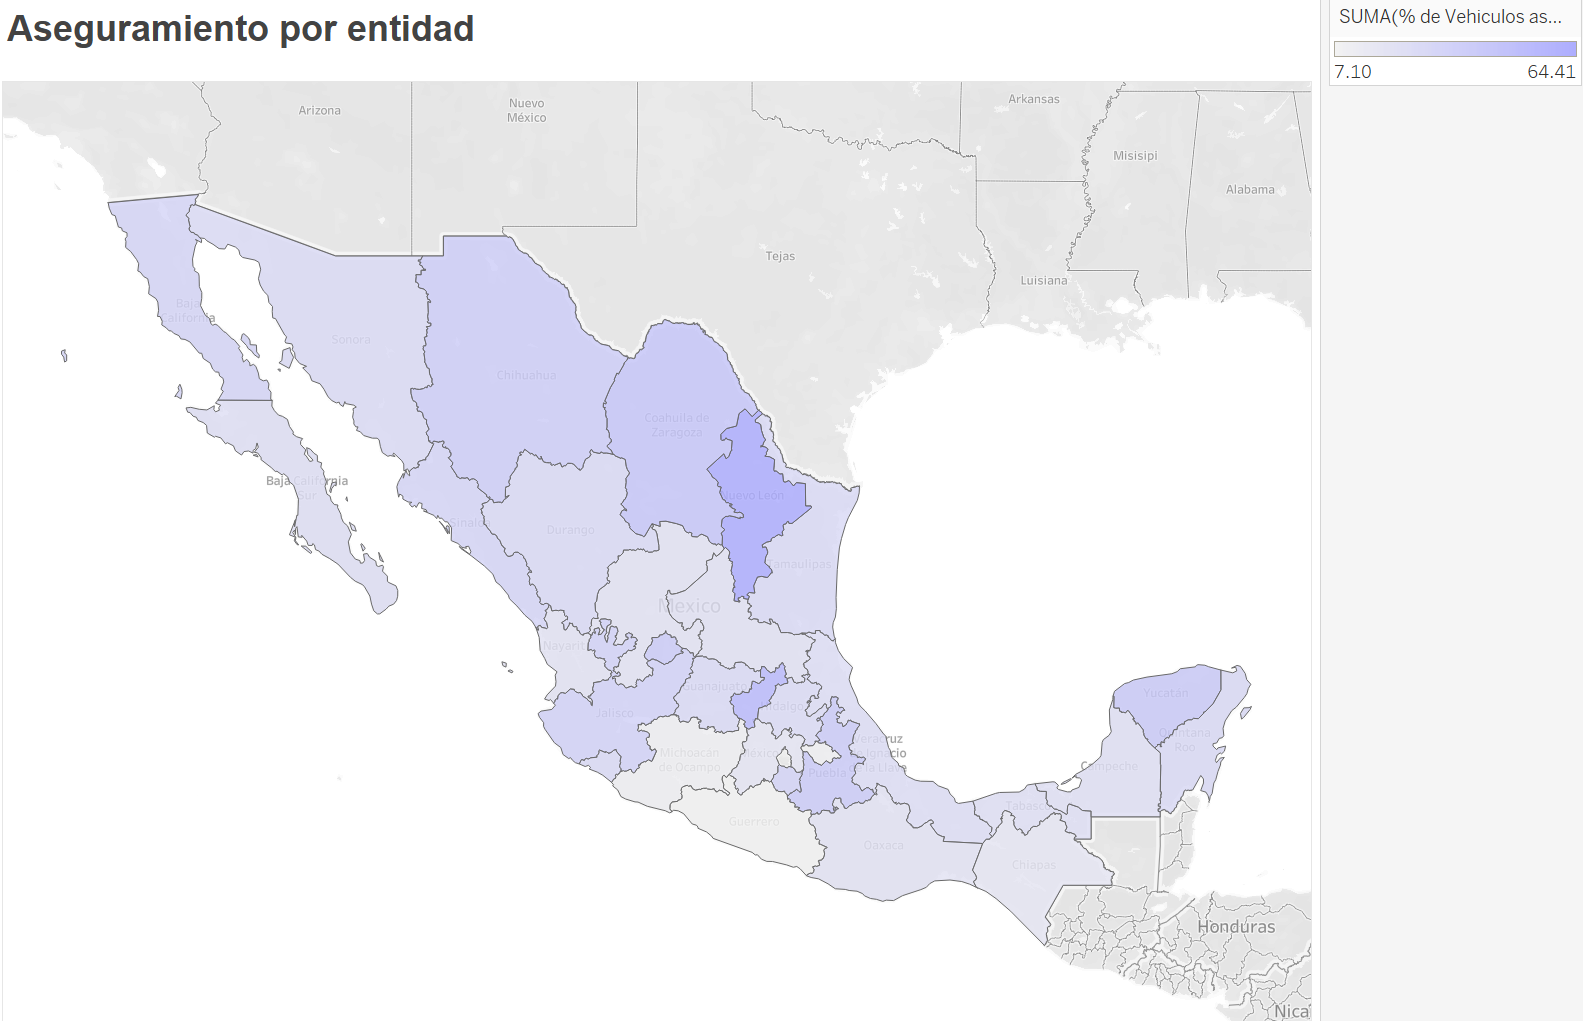 Aseguramiento por entidad
SUMA(% de Vehiculos as...
7.10 64.41
Arizona
Nuevo
México
Arkansas
Misisipi
Alabama
Tejas
Luisiana
Baja
California
Sonora
Chihuahua
Coahuila de
Zaragoza
Baja California
Sur
Nuevo León
Sinaloa
Durango
Tamaulipas
Mexico
Nayarit
Guanajuato
Hidalgo
Jalisco
Yucatán
Quintana
Roo
Michoacán
de Ocampo
México
Veracruz
de Ignacio
de la Llave
Puebla
Campeche
Tabasco
Guerrero
Oaxaca
Chiapas
Honduras
Nica